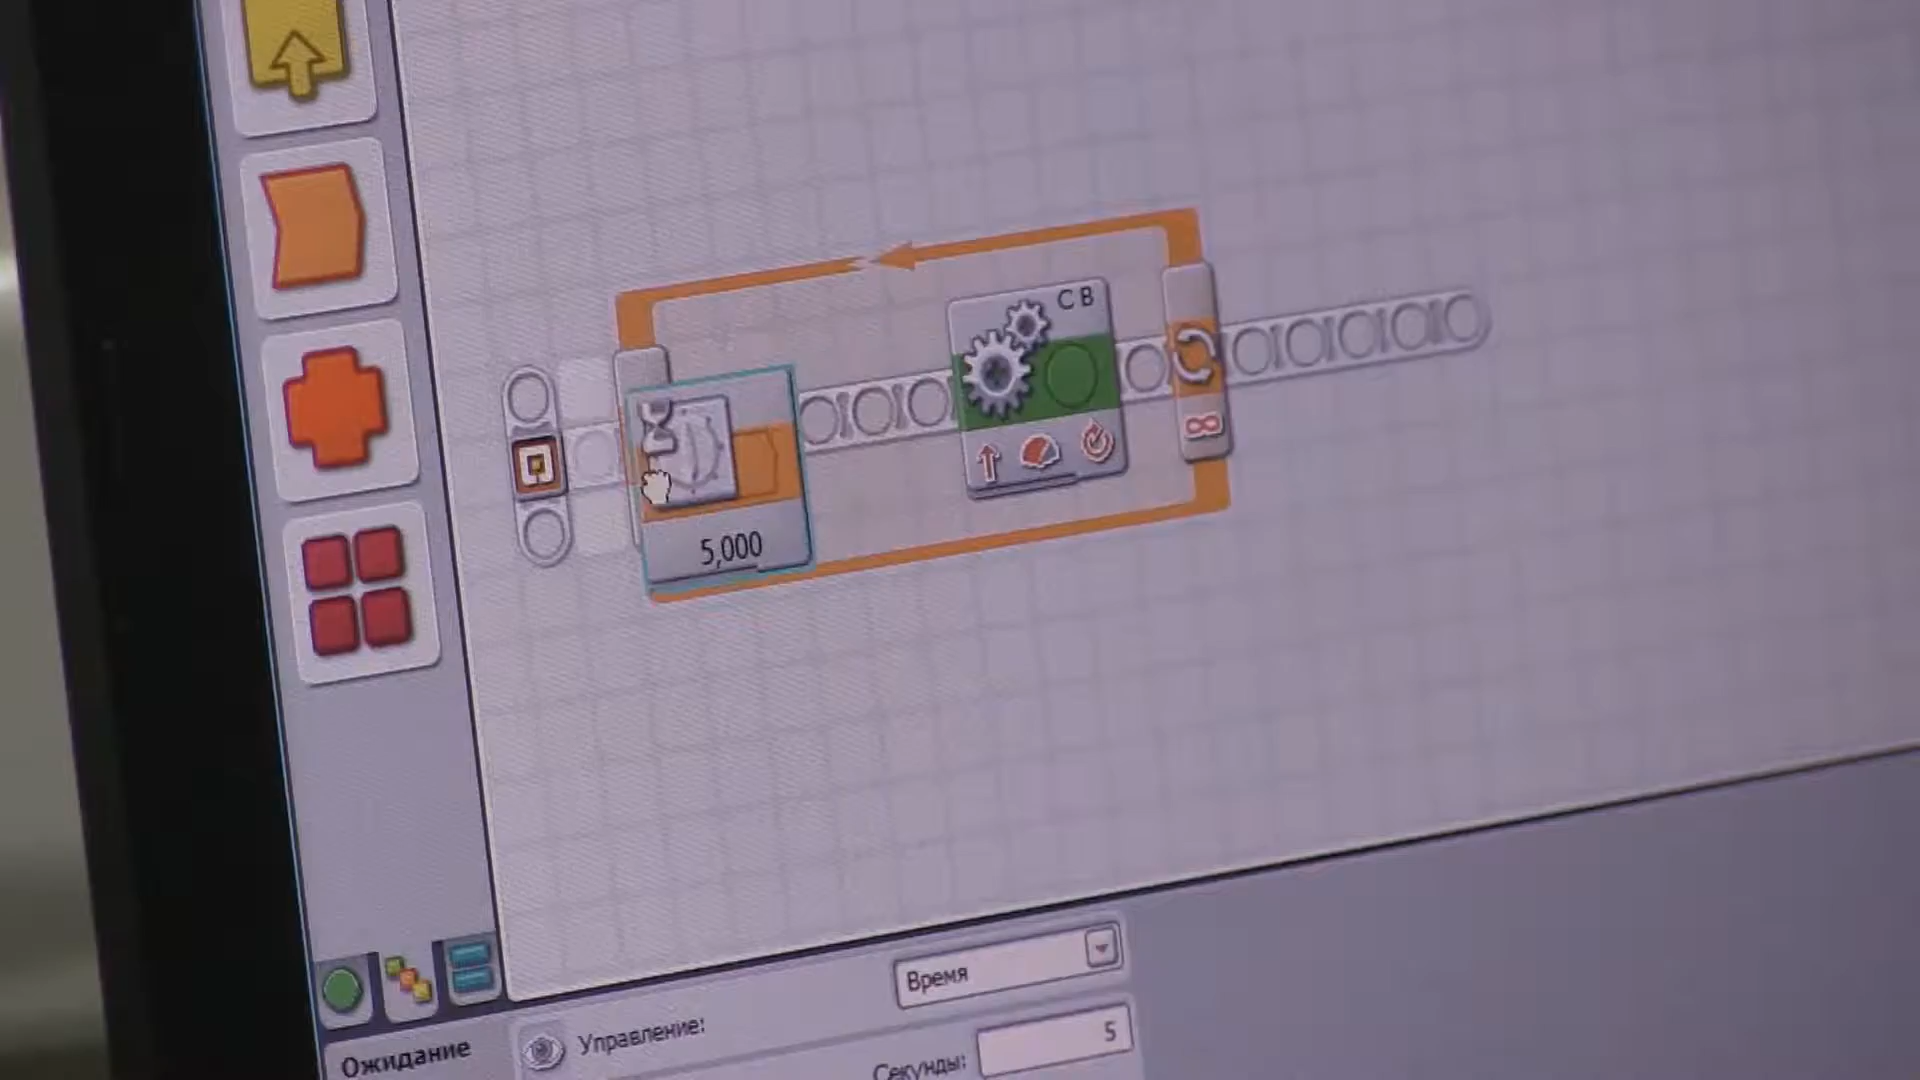 C B
5,000
Время
Управление:
5
Ожидание
Секунды: